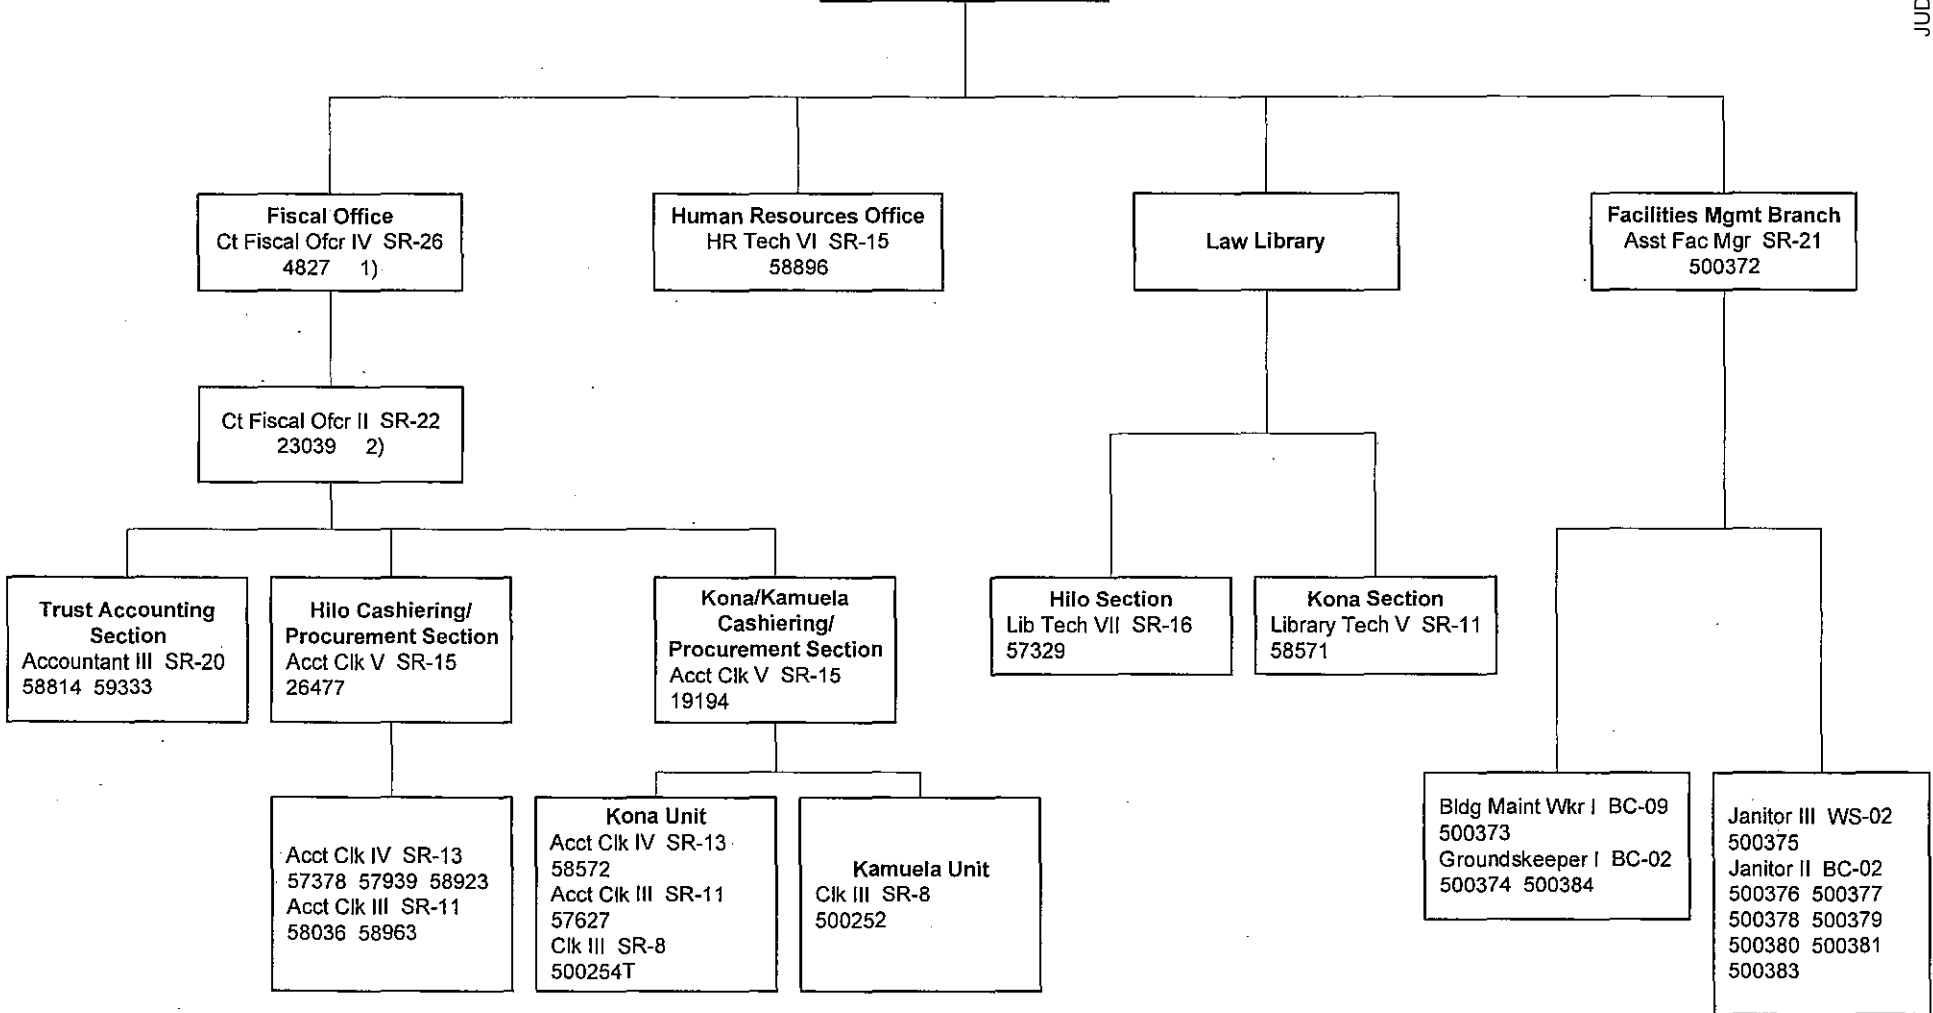 JUD
Fiscal Office
Ct Fiscal Ofcr IV SR-26
4827 1)
Human Resources Office
HR Tech VI SR-15
58896
Law Library
Facilities Mgmt Branch
Asst Fac Mgr SR-21
500372
Ct Fiscal Ofcr II SR-22
23039 2)
Trust Accounting
Section
Accountant III SR-20
58814 59333
Hilo Cashiering/
Procurement Section
Acct Clk V SR-15
26477
Kona/Kamuela
Cashiering/
Procurement Section
Acct Clk V SR-15
19194
Hilo Section
Lib Tech VII SR-16
57329
Kona Section
Library Tech V SR-11
58571
Acct Clk IV SR-13
57378 57939 58923
Acct Clk III SR-11
58036 58963
Kona Unit
Acct Clk IV SR-13
58572
Acct Clk III SR-11
57627
Clk III SR-8
500254T
Kamuela Unit
Clk III SR-8
500252
Bldg Maint Wkr I BC-09
500373
Groundskeeper I BC-02
500374 500384
Janitor III WS-02
500375
Janitor II BC-02
500376 500377
500378 500379
500380 500381
500383